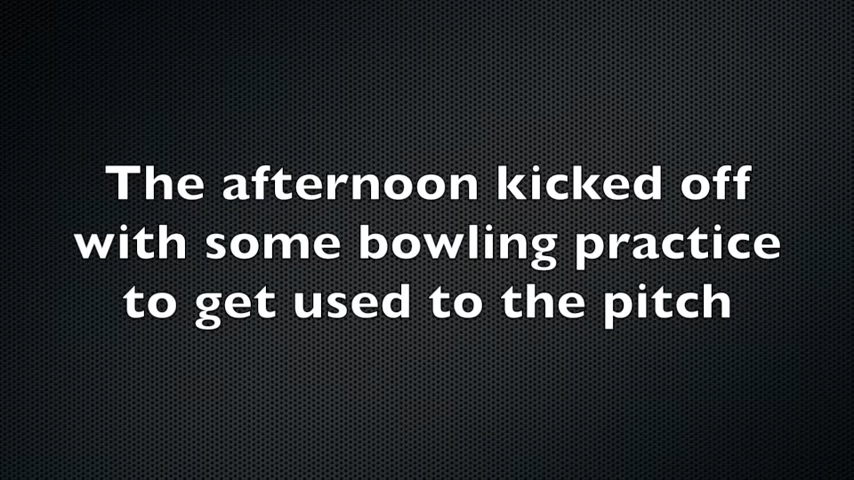 The afternoon kicked off
with some bowling practice
to get used to the pitch